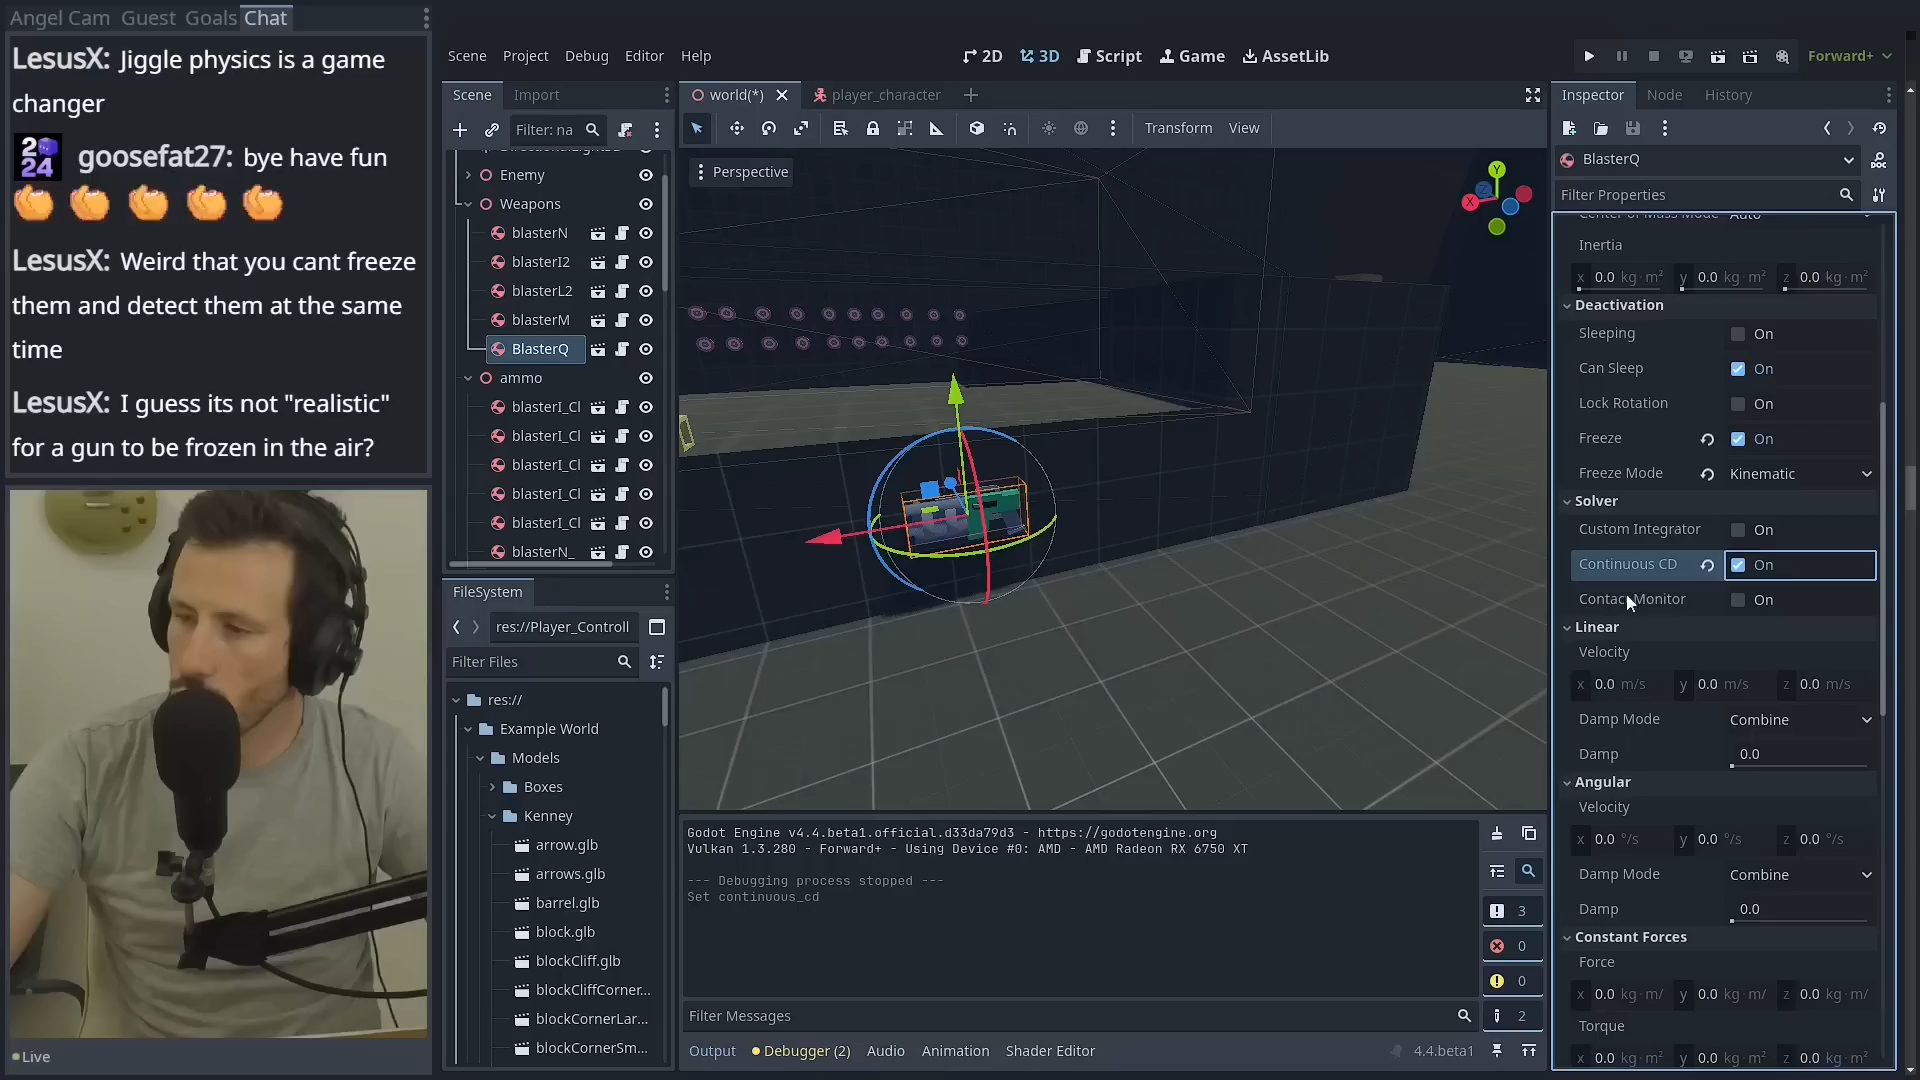 Angel Cam Guest Goals Chat
LesusX: Jiggle physics is a game
changer
goosefat27: bye have fun
LesusX: Weird that you cant freeze
them and detect them at the same
time
LesusX: I guess its not "realistic"
for a gun to be frozen in the air?
Live
Scene Project Debug Editor Help
2D 3D Script Game AssetLib
Forward+
Scene Import
Filter: na
Enemy
Weapons
blasterN
blasterI2
blasterL2
blasterM
BlasterQ
ammo
blasterI_Cl
blasterI_Cl
blasterI_Cl
blasterI_Cl
blasterI_Cl
blasterN_
FileSystem
res://Player_Controll
Filter Files
res://
Example World
Models
Boxes
Kenney
arrow.glb
arrows.glb
barrel.glb
block.glb
blockCliff.glb
blockCliffCorner...
blockCornerLar...
blockCornerSm...
world(*) player_character
Transform View
Perspective
Y
X
Z
Godot Engine v4.4.beta1.official.d33da79d3 - https://godotengine.org
Vulkan 1.3.280 - Forward+ - Using Device #0: AMD - AMD Radeon RX 6750 XT
--- Debugging process stopped ---
Set continuous_cd
3
0
0
2
Filter Messages
Output Debugger (2) Audio Animation Shader Editor
4.4.beta1
Inspector Node History
BlasterQ
Filter Properties
Center of Mass Mode Auto
Inertia
x 0.0 kg·m² y 0.0 kg·m² z 0.0 kg·m²
Deactivation
Sleeping On
Can Sleep On
Lock Rotation On
Freeze On
Freeze Mode Kinematic
Solver
Custom Integrator On
Continuous CD On
Contact Monitor On
Linear
Velocity
x 0.0 m/s y 0.0 m/s z 0.0 m/s
Damp Mode Combine
Damp 0.0
Angular
Velocity
x 0.0 °/s y 0.0 °/s z 0.0 °/s
Damp Mode Combine
Damp 0.0
Constant Forces
Force
x 0.0 kg·m/ y 0.0 kg·m/ z 0.0 kg·m/
Torque
x 0.0 kg·m² y 0.0 kg·m² z 0.0 kg·m²